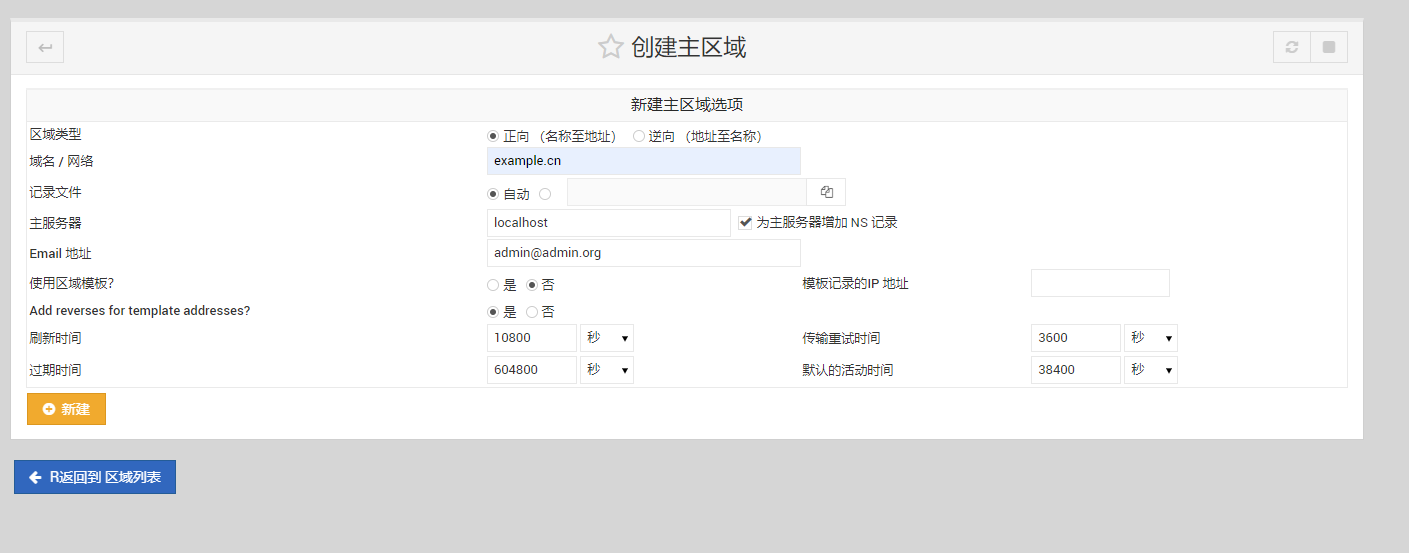 创建主区域
新建主区域选项
区域类型 正向 （名称至地址） 逆向 （地址至名称）
域名 / 网络 example.cn
记录文件 自动
主服务器 localhost 为主服务器增加 NS 记录
Email 地址 admin@admin.org
使用区域模板? 是 否 模板记录的IP 地址
Add reverses for template addresses? 是 否
刷新时间 10800 秒 传输重试时间 3600 秒
过期时间 604800 秒 默认的活动时间 38400 秒
新建
R返回到 区域列表